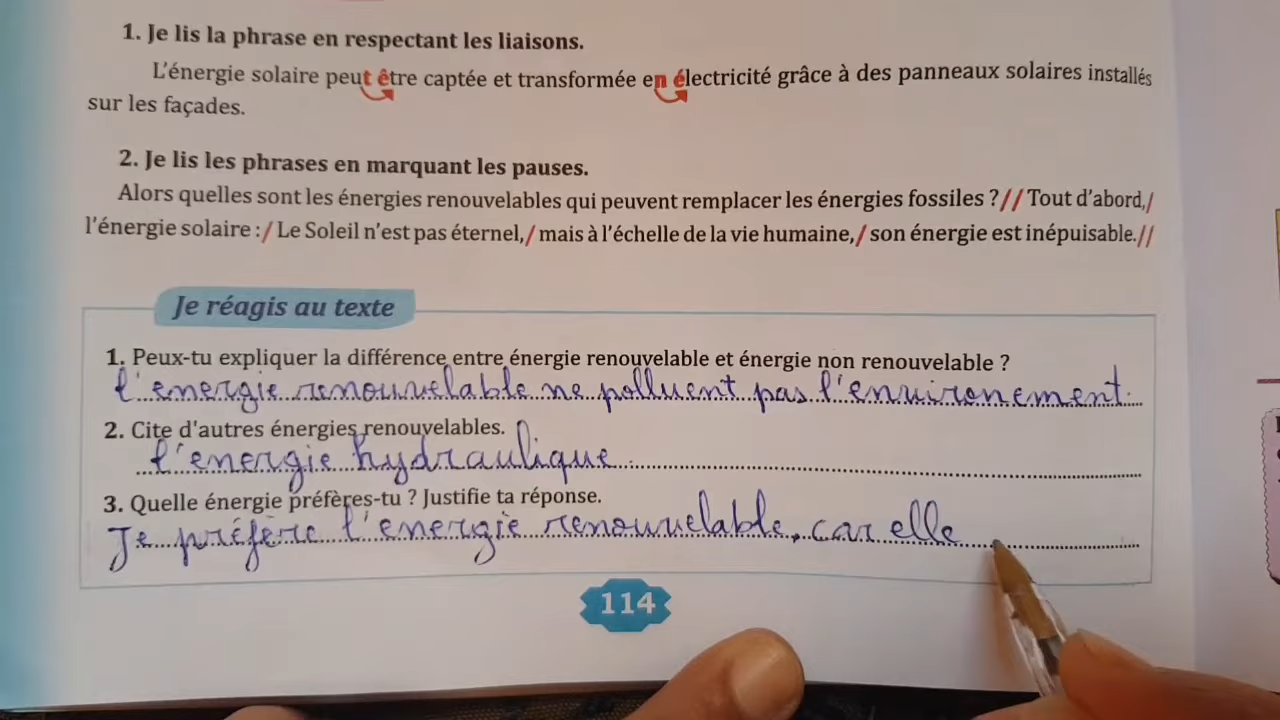 1. Je lis la phrase en respectant les liaisons.
L'énergie solaire peut être captée et transformée en électricité grâce à des panneaux solaires installés
sur les façades.
2. Je lis les phrases en marquant les pauses.
Alors quelles sont les énergies renouvelables qui peuvent remplacer les énergies fossiles ?// Tout d'abord,/
l'énergie solaire :/ Le Soleil n'est pas éternel,/ mais à l'échelle de la vie humaine,/ son énergie est inépuisable.//
Je réagis au texte
1. Peux-tu expliquer la différence entre énergie renouvelable et énergie non renouvelable ?
l'energie renouvelable ne polluent pas l'environement
2. Cite d'autres énergies renouvelables.
l'energie hydraulique
3. Quelle énergie préfères-tu ? Justifie ta réponse.
Je préfère l'energie renouvelable, car elle
114